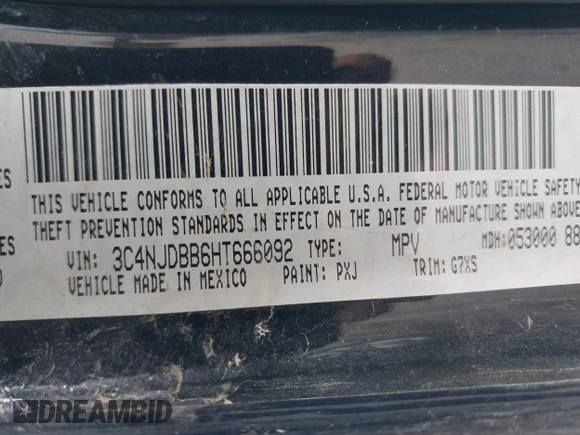 THIS VEHICLE CONFORMS TO ALL APPLICABLE U.S.A. FEDERAL MOTOR VEHICLE SAFETY
THEFT PREVENTION STANDARDS IN EFFECT ON THE DATE OF MANUFACTURE SHOWN ABOVE
VIN: 3C4NJDBB6HT666092 TYPE: MPV MDH:053000 88
VEHICLE MADE IN MEXICO PAINT: PXJ TRIM: G7XS
DREAMBID